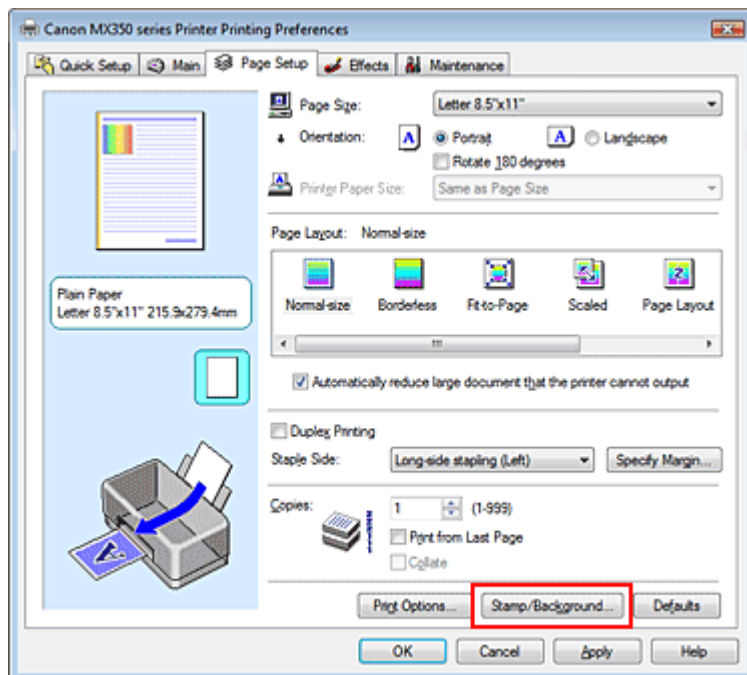 Canon MX350 series Printer Printing Preferences
Quick Setup Main Page Setup Effects Maintenance
Page Size: Letter 8.5"x11"
Orientation: A Portrait A Landscape
Rotate 180 degrees
Printer Paper Size: Same as Page Size
Page Layout: Normal-size
Normal-size Borderless Fit-to-Page Scaled Page Layout
Plain Paper
Letter 8.5"x11" 215.9x279.4mm
Automatically reduce large document that the printer cannot output
Duplex Printing
Staple Side: Long-side stapling (Left) Specify Margin...
Copies: 1 (1-999)
Print from Last Page
Collate
Print Options... Stamp/Background... Defaults
OK Cancel Apply Help